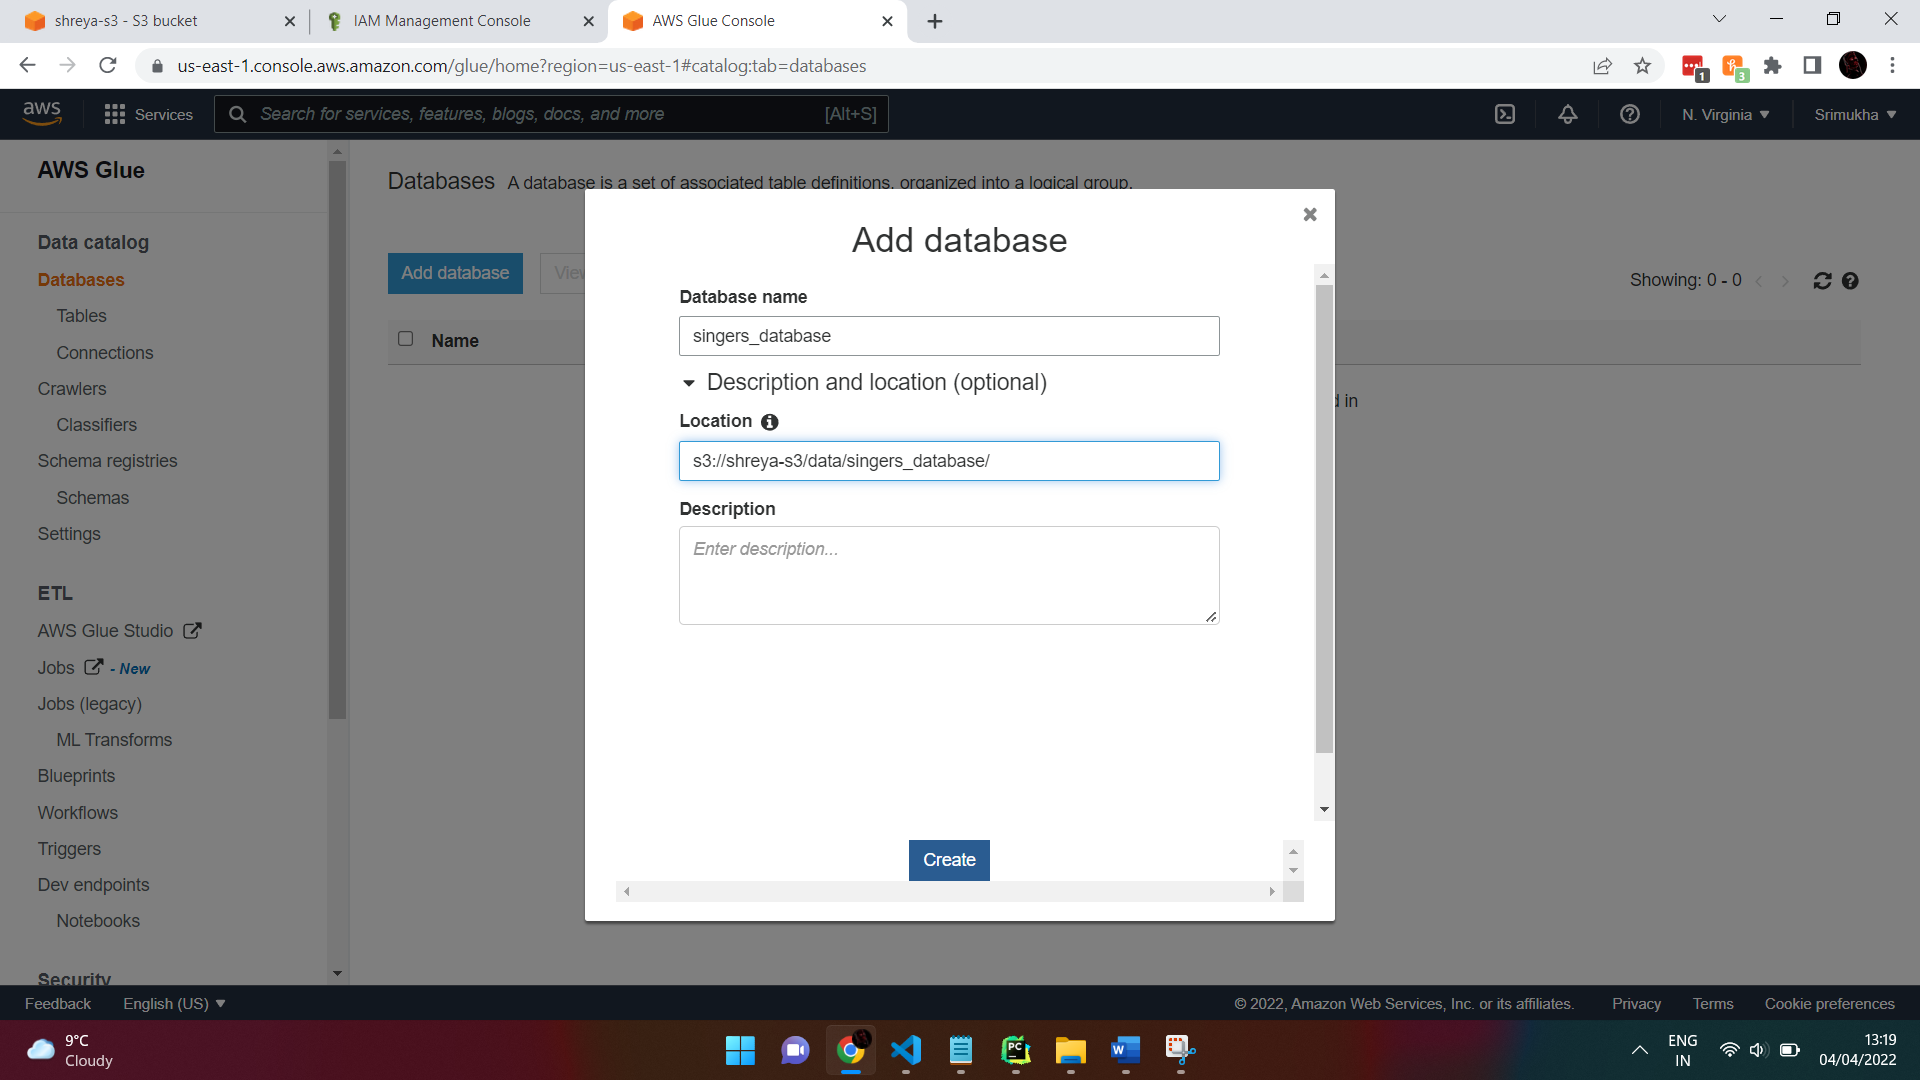 shreya-s3 - S3 bucket
IAM Management Console
AWS Glue Console
us-east-1.console.aws.amazon.com/glue/home?region=us-east-1#catalog:tab=databases
1
3
aws
Services
Search for services, features, blogs, docs, and more
[Alt+S]
N. Virginia
Srimukha
AWS Glue
Data catalog
Databases
Tables
Connections
Crawlers
Classifiers
Schema registries
Schemas
Settings
ETL
AWS Glue Studio
Jobs - New
Jobs (legacy)
ML Transforms
Blueprints
Workflows
Triggers
Dev endpoints
Notebooks
Security
Databases A database is a set of associated table definitions, organized into a logical group.
Add database
Showing: 0 - 0
Name
in
Add database
Database name
singers_database
Description and location (optional)
Location
s3://shreya-s3/data/singers_database/
Description
Enter description...
Create
Feedback
English (US)
© 2022, Amazon Web Services, Inc. or its affiliates.
Privacy
Terms
Cookie preferences
9°C
Cloudy
PC
W
ENG
IN
13:19
04/04/2022